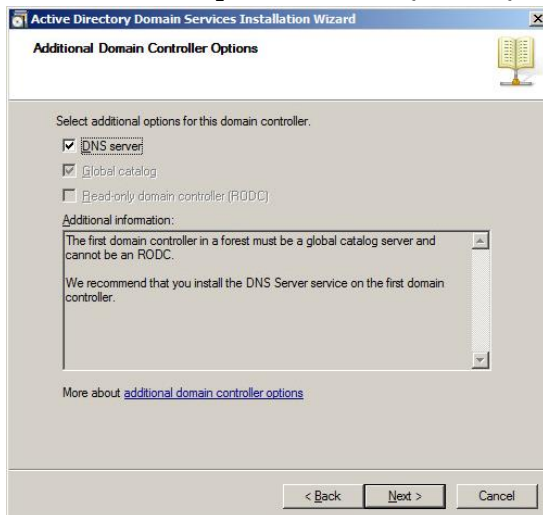 Active Directory Domain Services Installation Wizard
Additional Domain Controller Options
Select additional options for this domain controller.
DNS server
Global catalog
Read-only domain controller (RODC)
Additional information:
The first domain controller in a forest must be a global catalog server and
cannot be an RODC.
We recommend that you install the DNS Server service on the first domain
controller.
More about additional domain controller options
< Back
Next >
Cancel